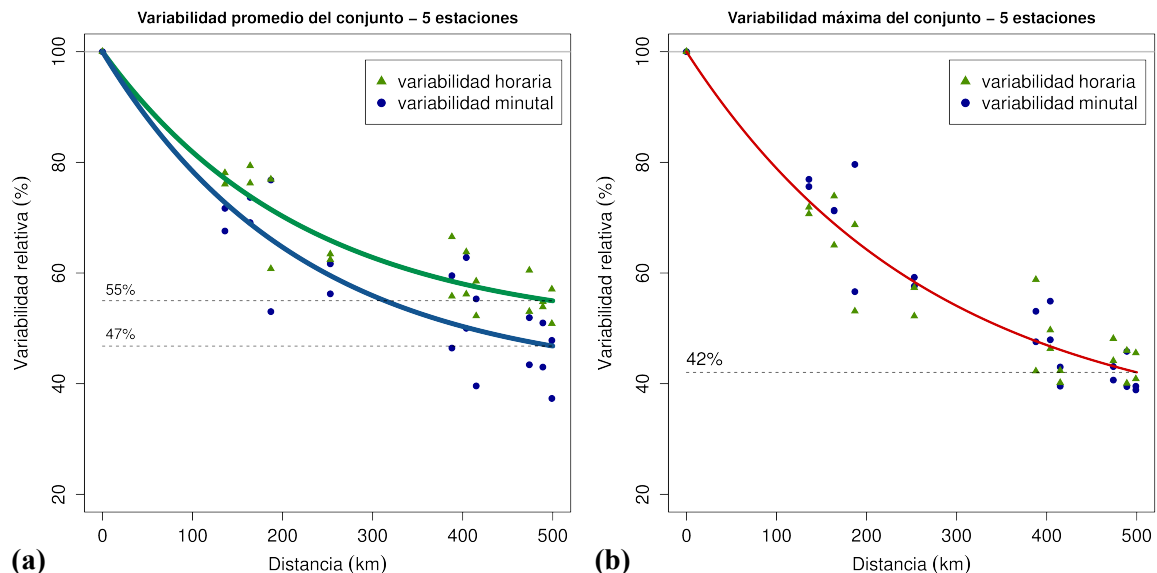 Variabilidad promedio del conjunto − 5 estaciones
variabilidad horaria
variabilidad minutal
Variabilidad relativa (%)
100
80
60
40
20
55%
47%
0 100 200 300 400 500
Distancia (km)
(a)
Variabilidad máxima del conjunto − 5 estaciones
variabilidad horaria
variabilidad minutal
Variabilidad relativa (%)
100
80
60
40
20
42%
0 100 200 300 400 500
Distancia (km)
(b)